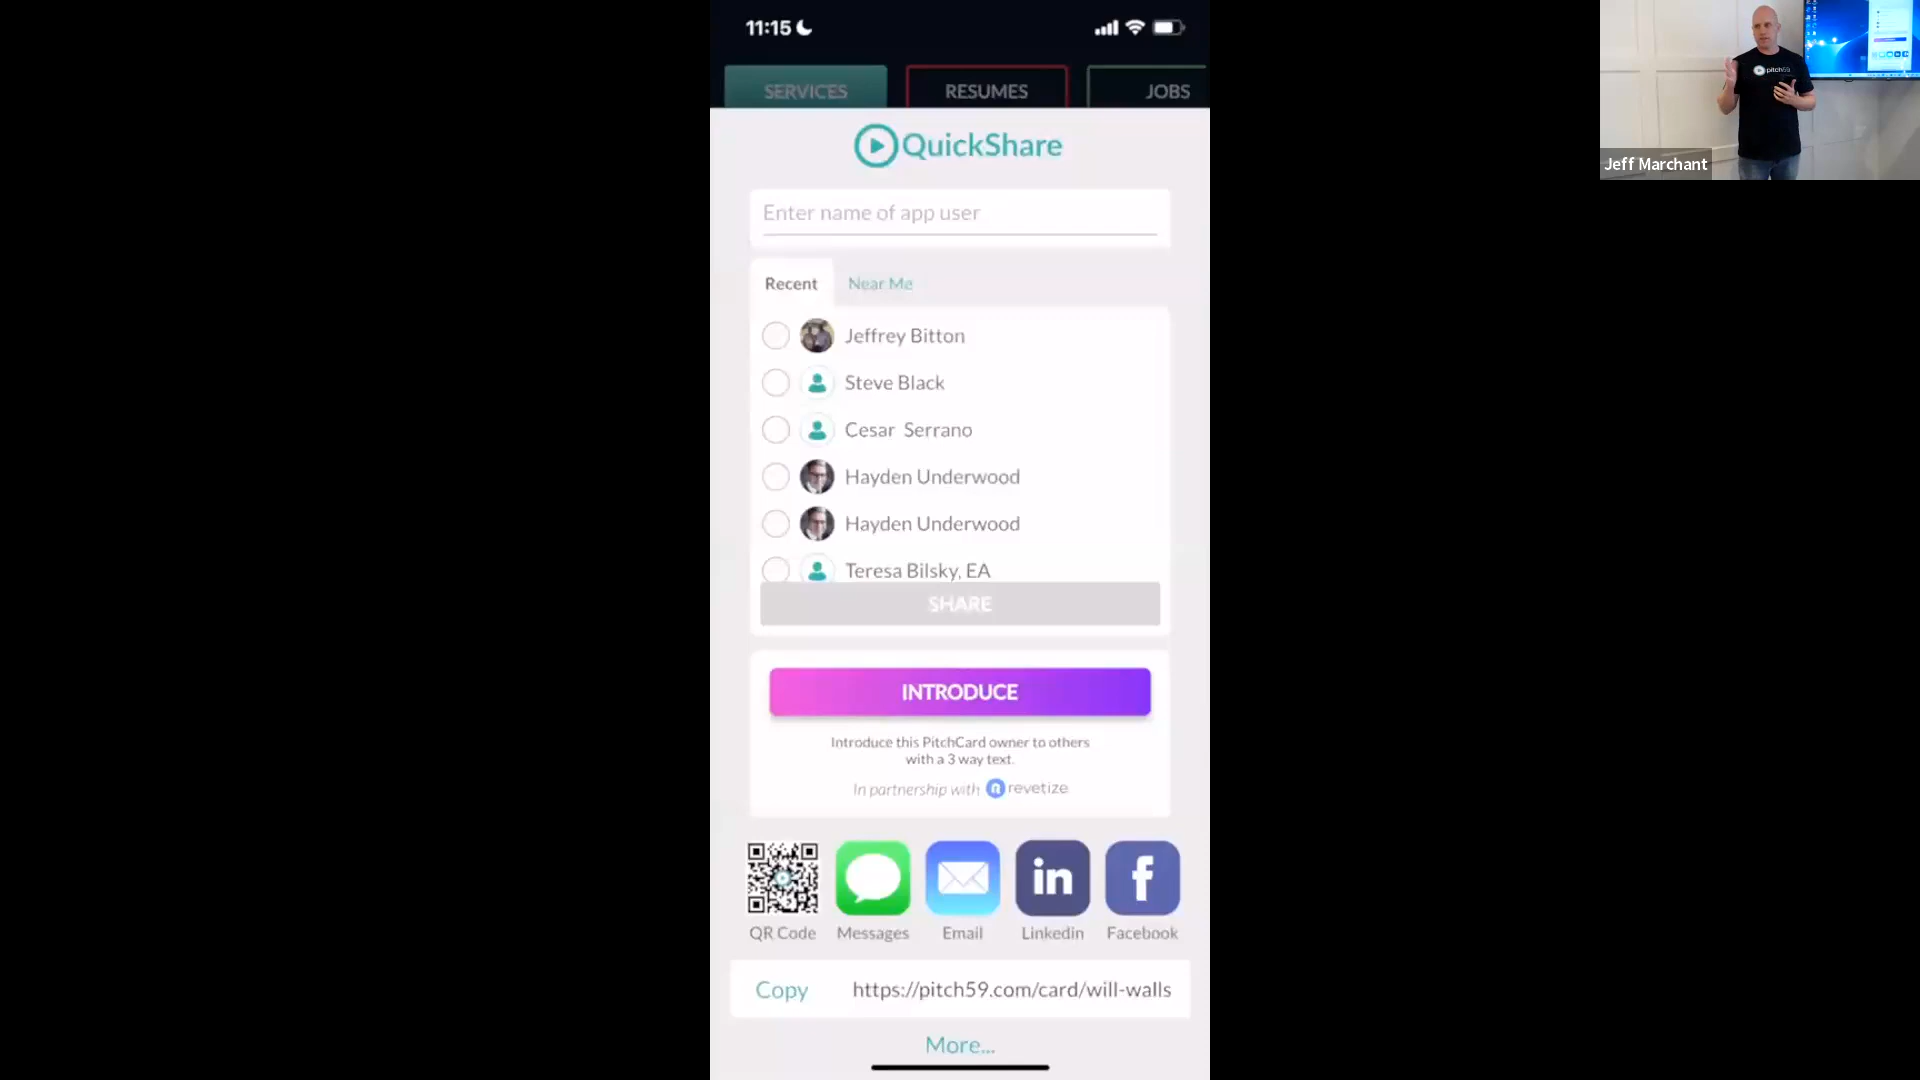 11:15
SERVICES
RESUMES
JOBS
QuickShare
Enter name of app user
Recent
Near Me
Jeffrey Bitton
Steve Black
Cesar Serrano
Hayden Underwood
Hayden Underwood
Teresa Bilsky, EA
SHARE
INTRODUCE
Introduce this PitchCard owner to others
with a 3 way text.
In partnership with revetize
QR Code
Messages
Email
Linkedin
Facebook
Copy
https://pitch59.com/card/will-walls
More...
pitch59
Jeff Marchant